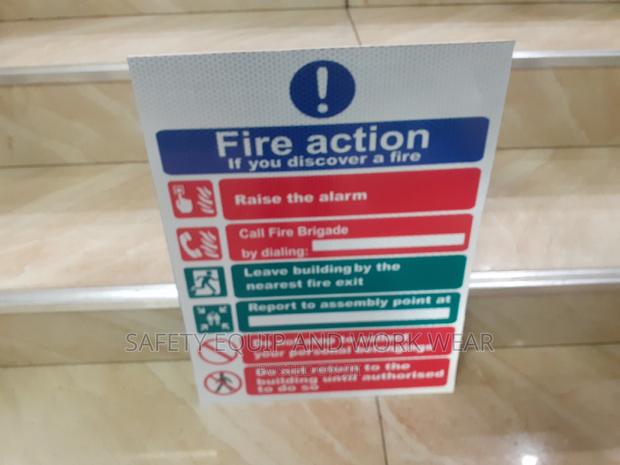 !
Fire action
If you discover a fire
Raise the alarm
Call Fire Brigade
by dialing:
Leave building by the
nearest fire exit
Report to assembly point at
SAFETY EQUIP AND WORK WEAR
your personal belongings
Do not return to the
building until authorised
to do so